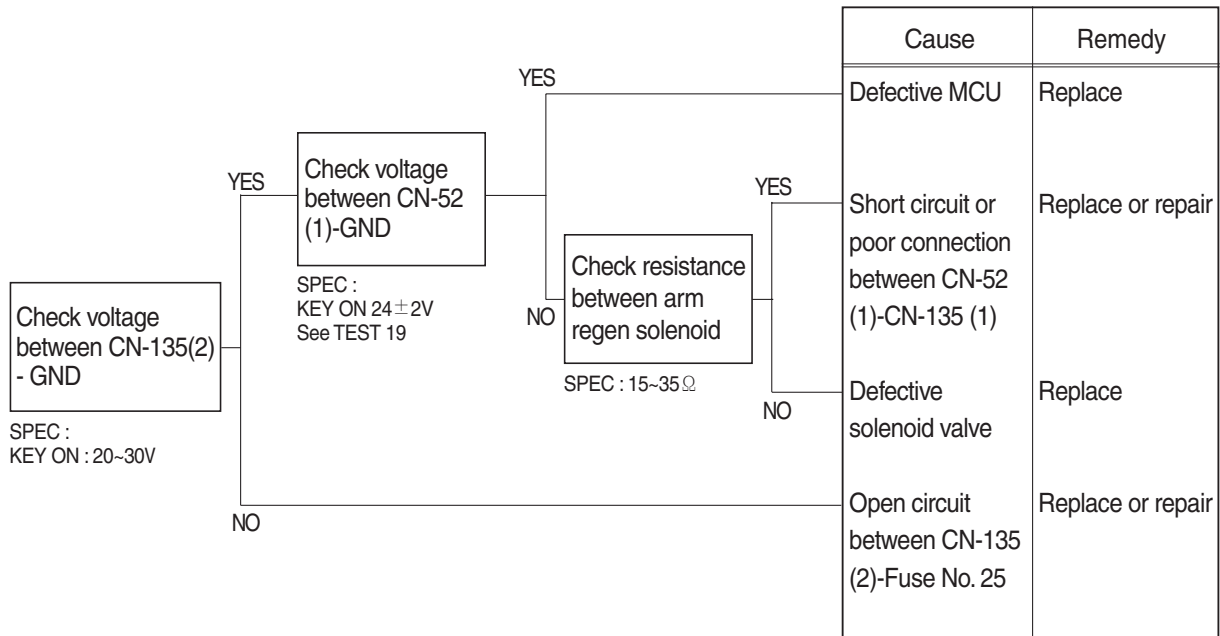 Cause
Remedy
YES
Defective MCU
Replace
Check voltage
between CN-52
(1)-GND
YES
YES
Short circuit or
poor connection
between CN-52
(1)-CN-135 (1)
Replace or repair
Check resistance
between arm
regen solenoid
SPEC :
KEY ON 24±2V
See TEST 19
NO
Check voltage
between CN-135(2)
- GND
SPEC : 15~35Ω
NO
Defective
solenoid valve
Replace
SPEC :
KEY ON : 20~30V
NO
Open circuit
between CN-135
(2)-Fuse No. 25
Replace or repair